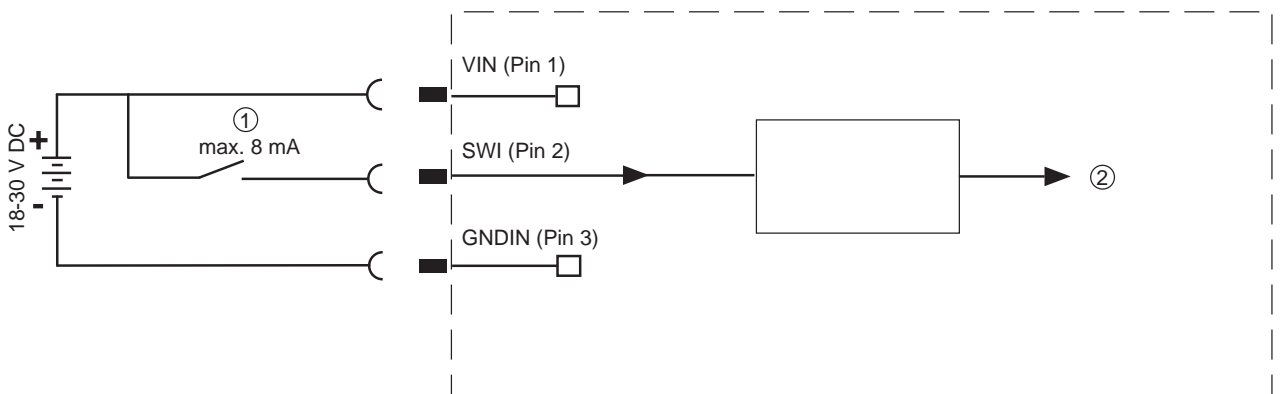 VIN (Pin 1)
①
max. 8 mA
+
18-30 V DC
-
SWI (Pin 2)
②
GNDIN (Pin 3)